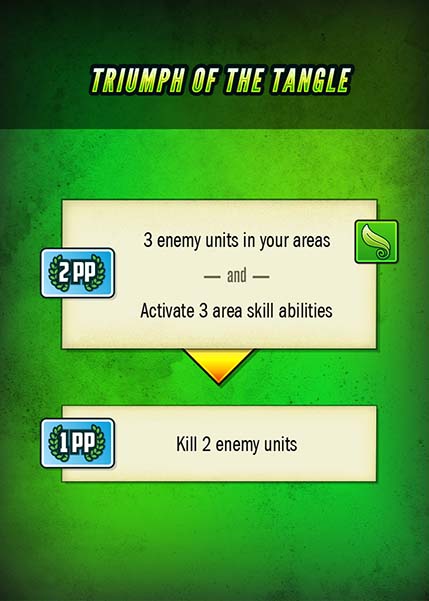 TRIUMPH OF THE TANGLE
3 enemy units in your areas
2 PP
— and —
Activate 3 area skill abilities
1 PP
Kill 2 enemy units